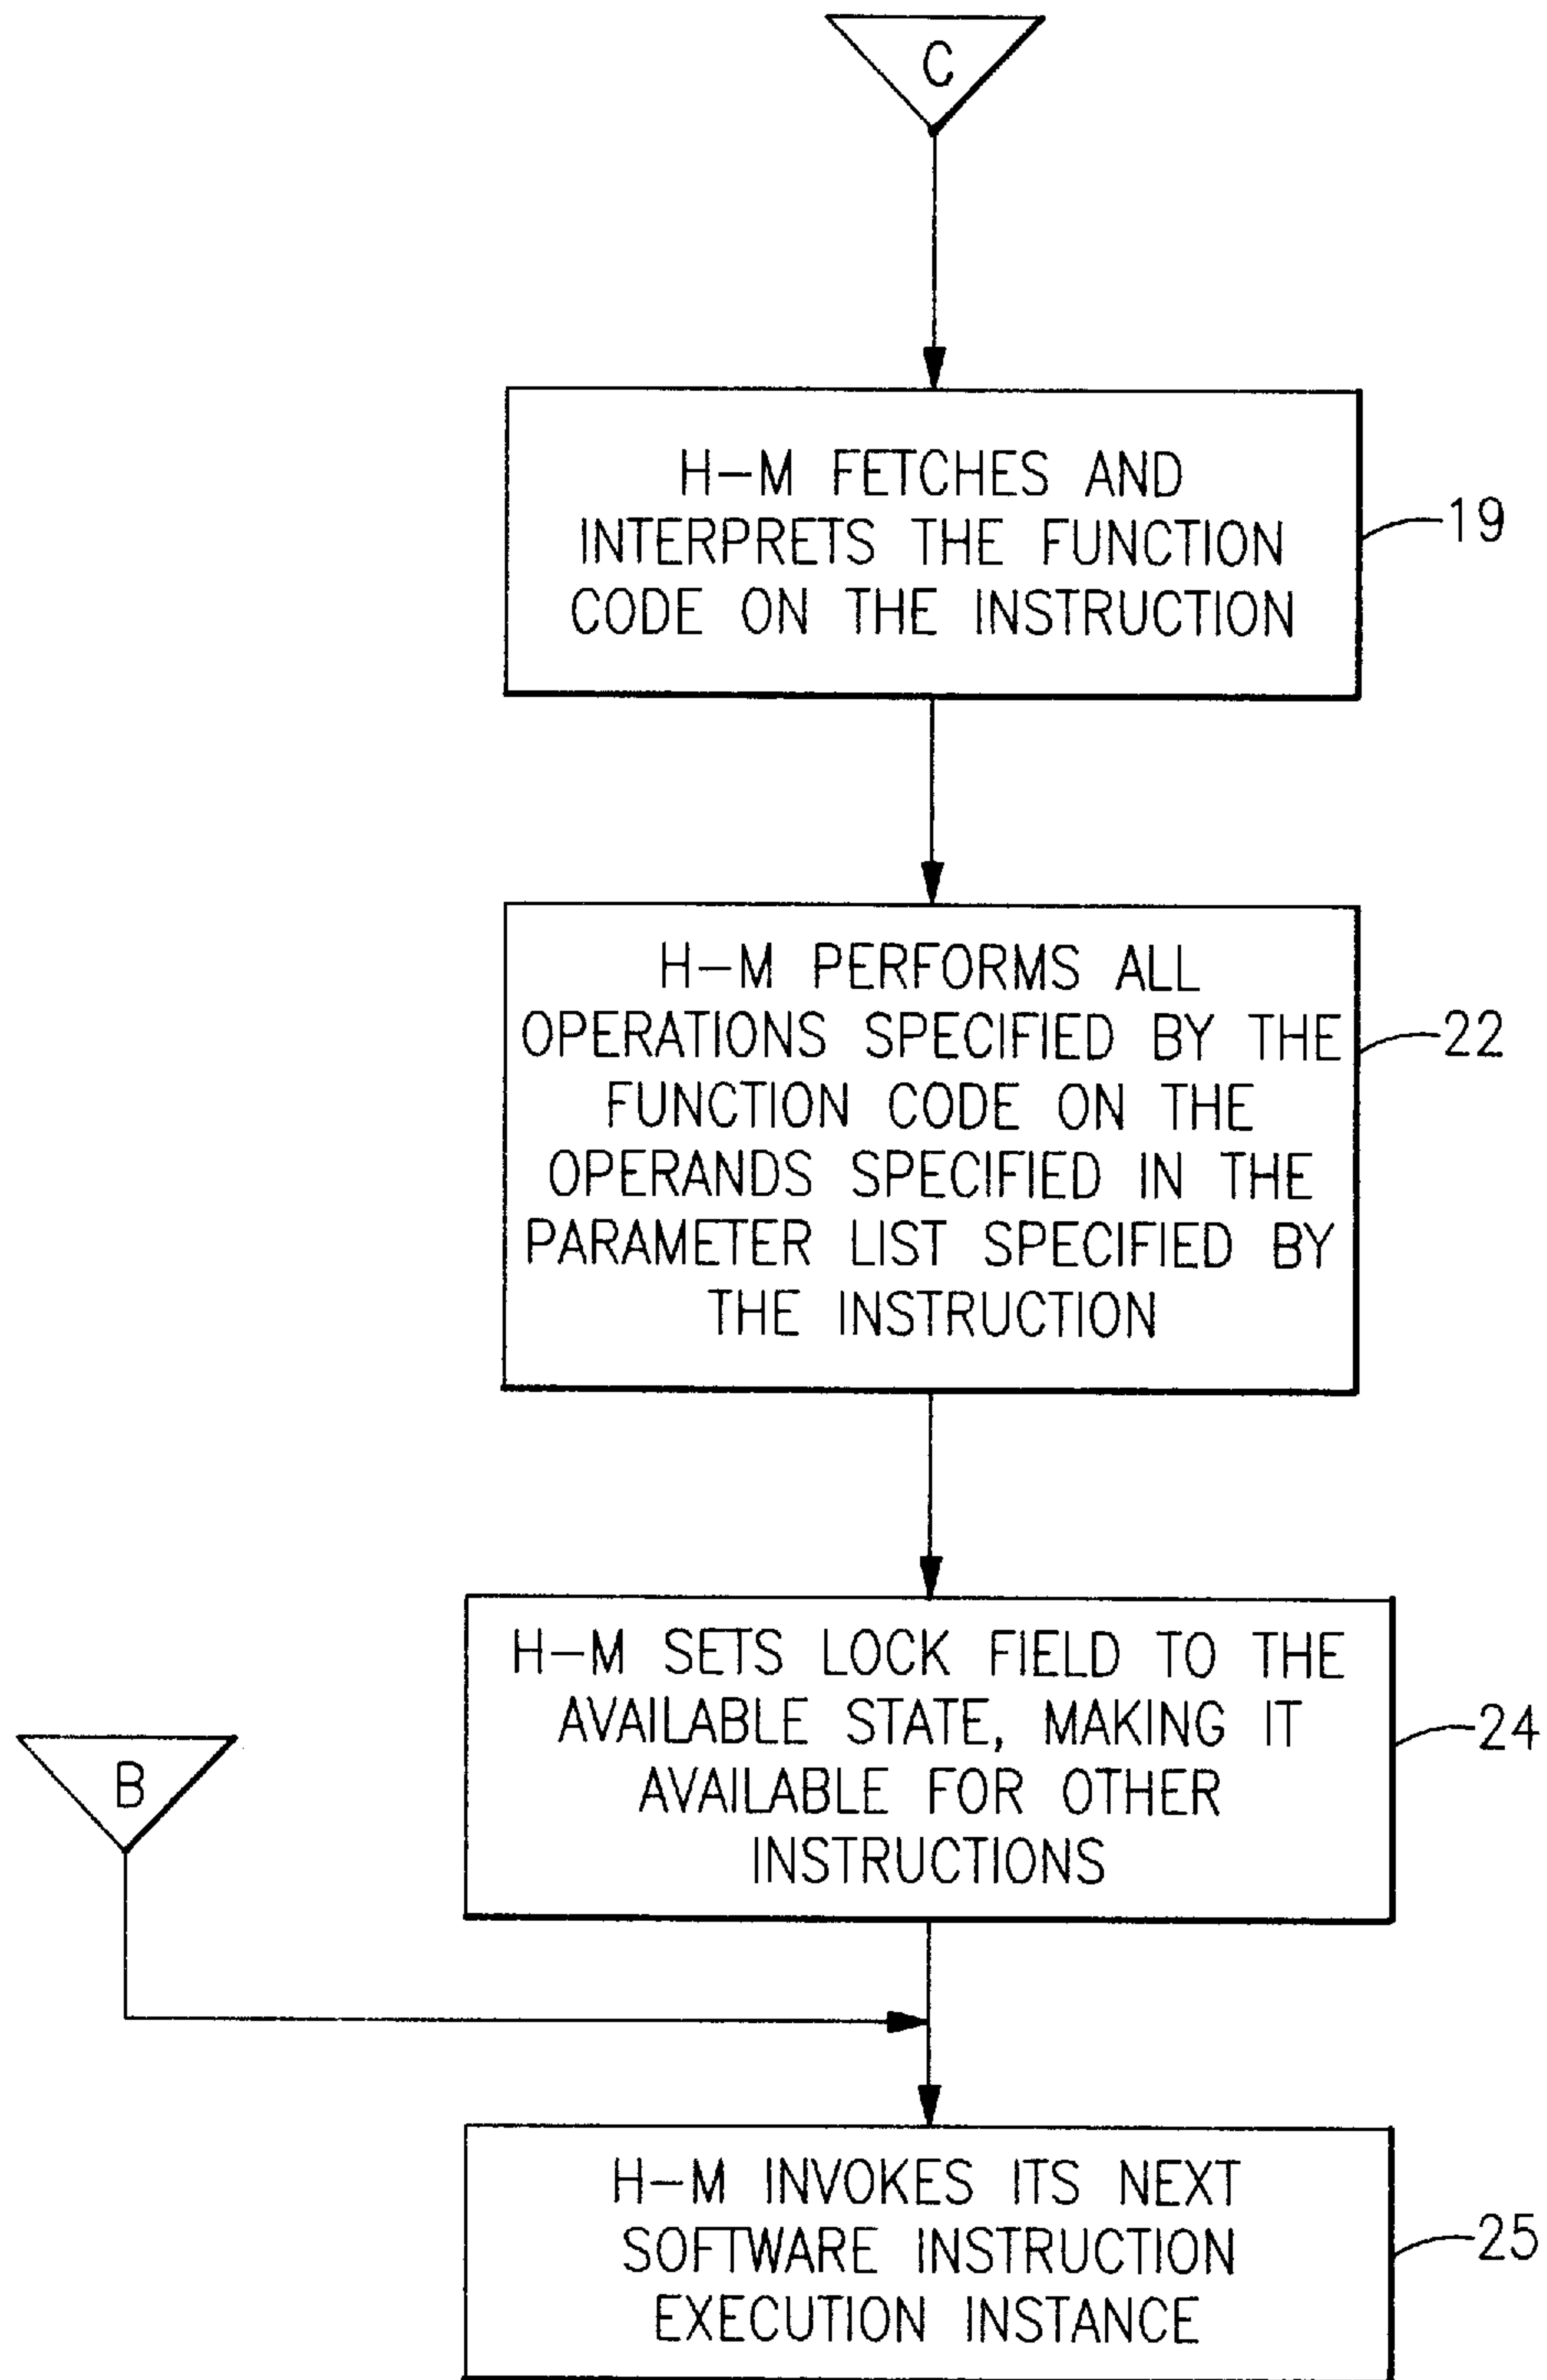 C
H-M FETCHES AND
INTERPRETS THE FUNCTION
CODE ON THE INSTRUCTION
19
H-M PERFORMS ALL
OPERATIONS SPECIFIED BY THE
FUNCTION CODE ON THE
OPERANDS SPECIFIED IN THE
PARAMETER LIST SPECIFIED BY
THE INSTRUCTION
22
H-M SETS LOCK FIELD TO THE
AVAILABLE STATE, MAKING IT
AVAILABLE FOR OTHER
INSTRUCTIONS
24
B
H-M INVOKES ITS NEXT
SOFTWARE INSTRUCTION
EXECUTION INSTANCE
25